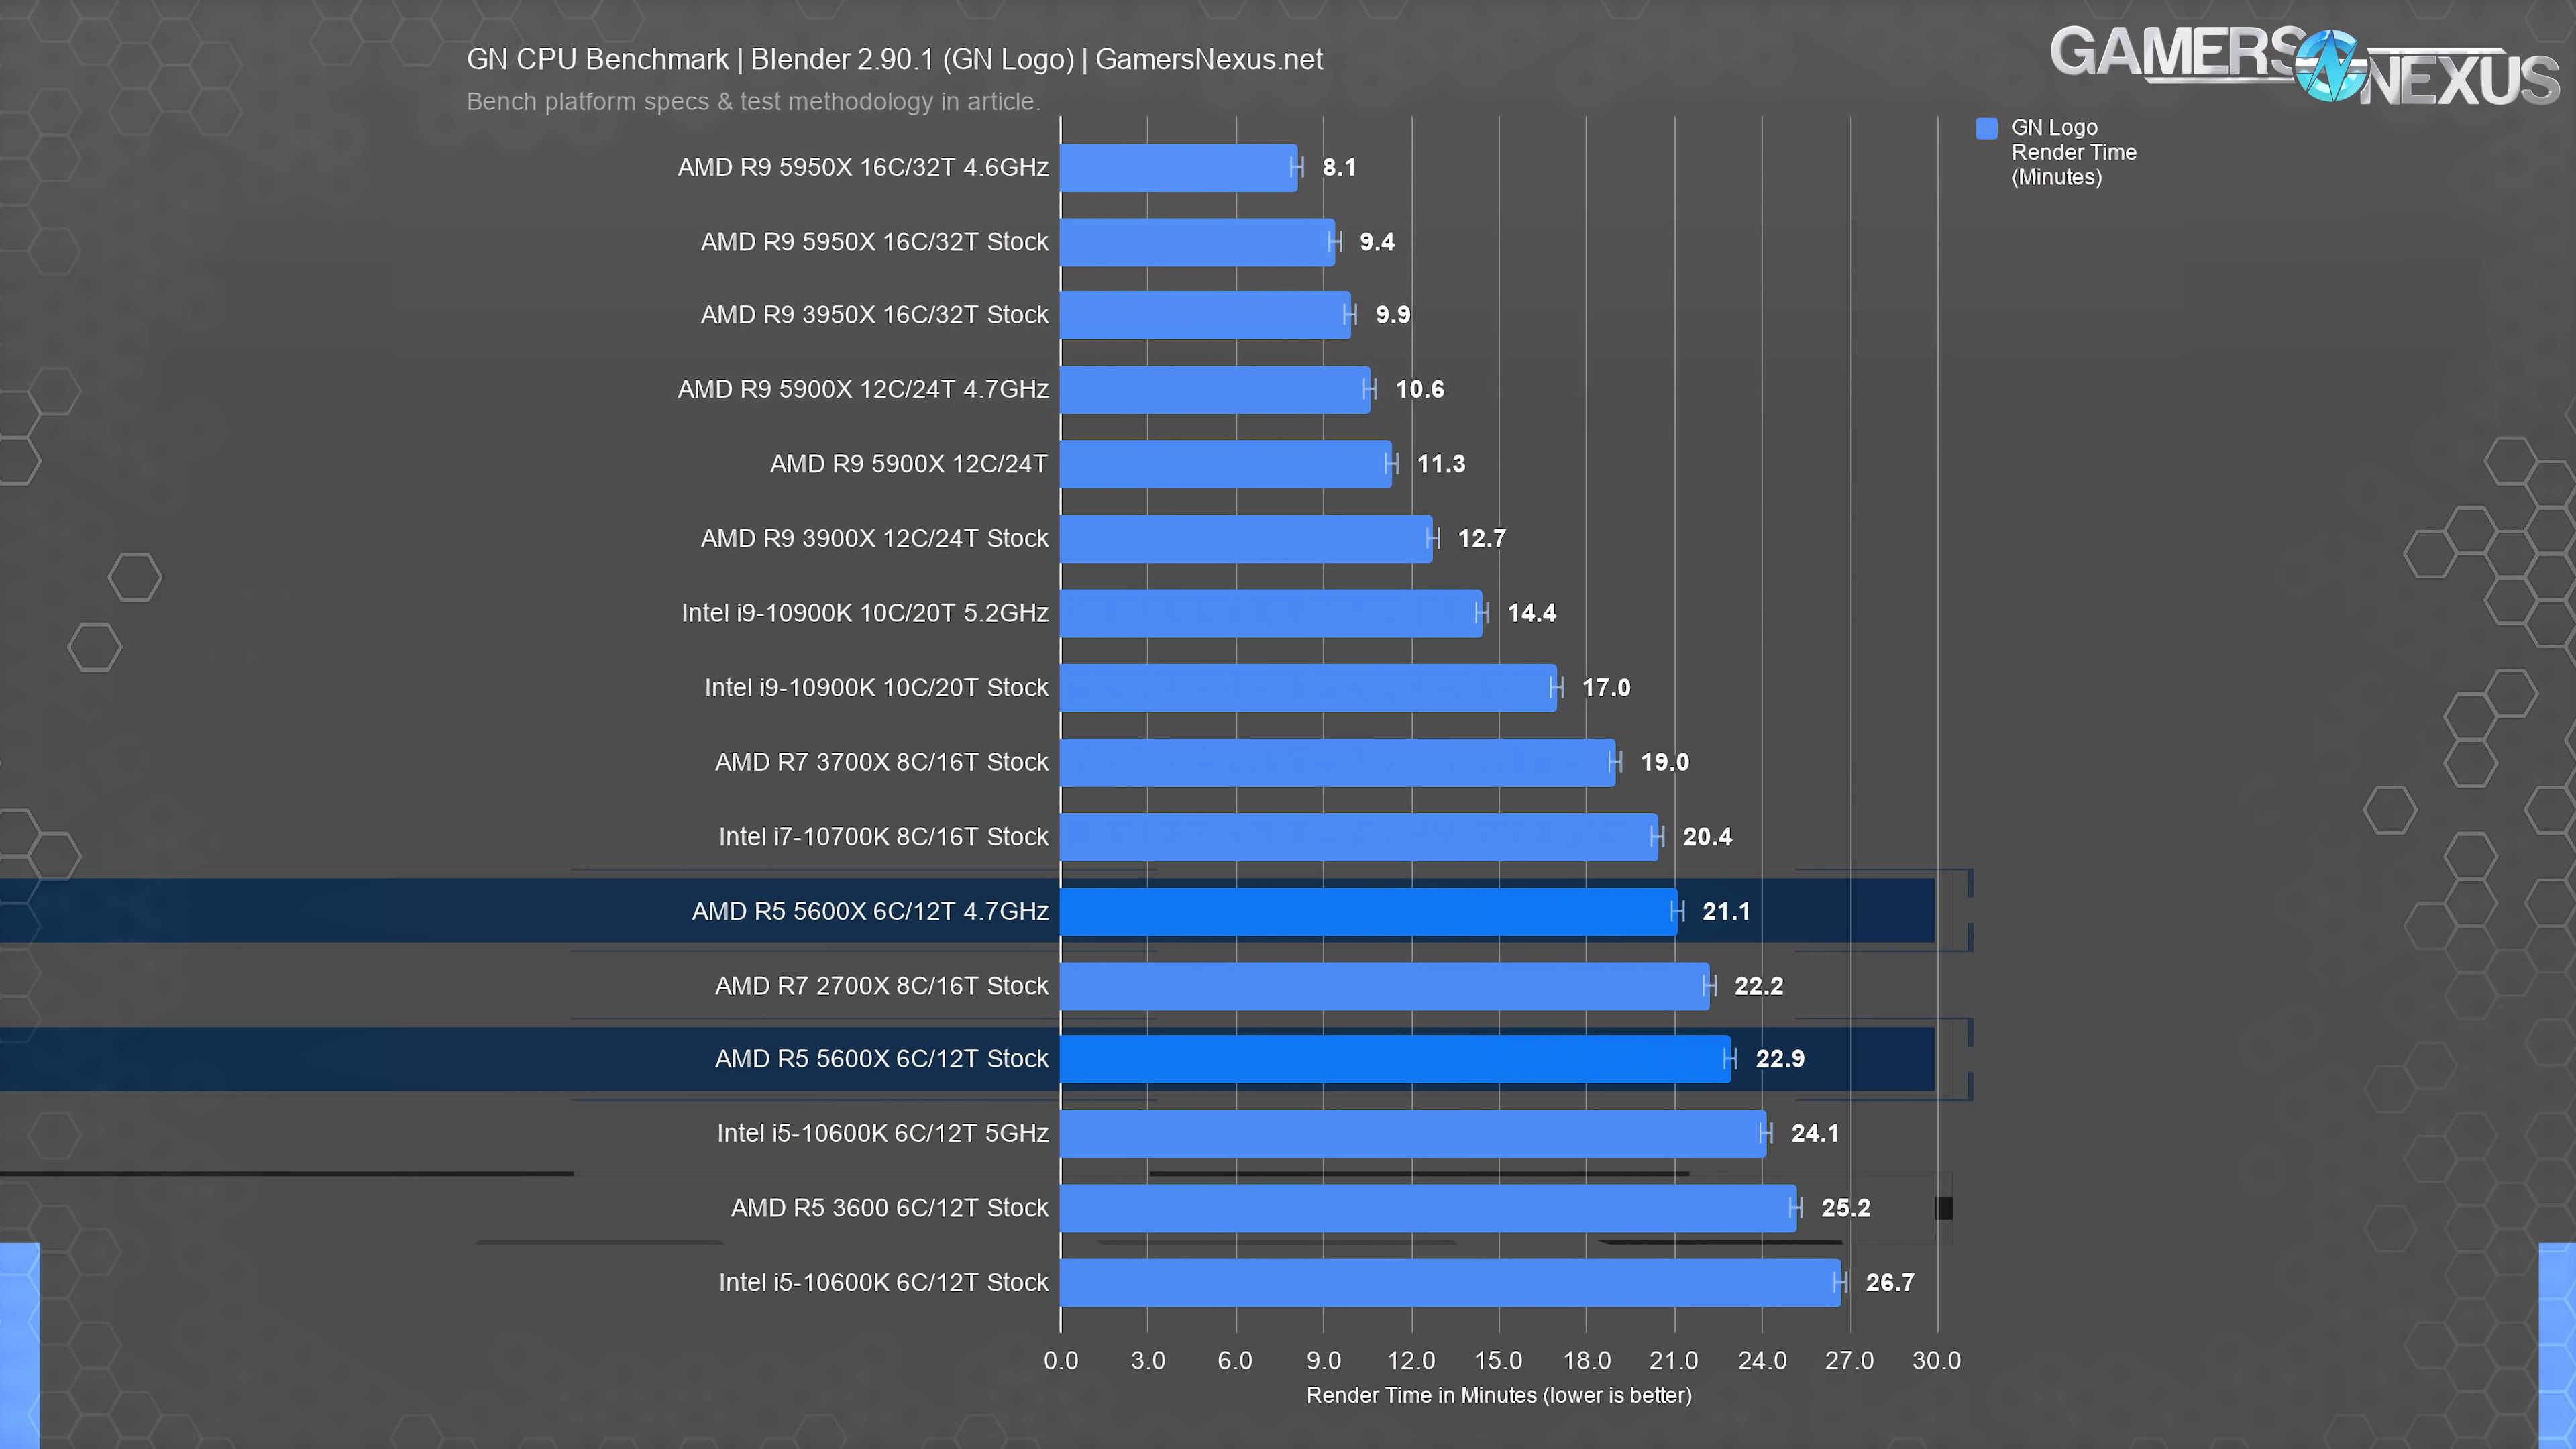 GAMERS NEXUS
GN CPU Benchmark | Blender 2.90.1 (GN Logo) | GamersNexus.net
Bench platform specs & test methodology in article.
GN Logo
Render Time
(Minutes)
AMD R9 5950X 16C/32T 4.6GHz 8.1
AMD R9 5950X 16C/32T Stock 9.4
AMD R9 3950X 16C/32T Stock 9.9
AMD R9 5900X 12C/24T 4.7GHz 10.6
AMD R9 5900X 12C/24T 11.3
AMD R9 3900X 12C/24T Stock 12.7
Intel i9-10900K 10C/20T 5.2GHz 14.4
Intel i9-10900K 10C/20T Stock 17.0
AMD R7 3700X 8C/16T Stock 19.0
Intel i7-10700K 8C/16T Stock 20.4
AMD R5 5600X 6C/12T 4.7GHz 21.1
AMD R7 2700X 8C/16T Stock 22.2
AMD R5 5600X 6C/12T Stock 22.9
Intel i5-10600K 6C/12T 5GHz 24.1
AMD R5 3600 6C/12T Stock 25.2
Intel i5-10600K 6C/12T Stock 26.7
0.0 3.0 6.0 9.0 12.0 15.0 18.0 21.0 24.0 27.0 30.0
Render Time in Minutes (lower is better)